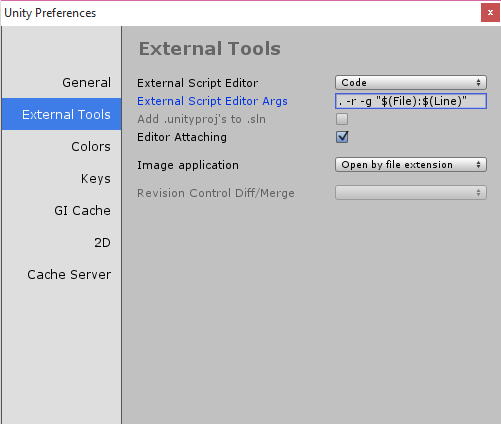 Unity Preferences
x
External Tools
General
External Tools
Colors
Keys
GI Cache
2D
Cache Server
External Script Editor
Code
External Script Editor Args
. -r -g "$(File):$(Line)"
Add .unityproj's to .sln
Editor Attaching
Image application
Open by file extension
Revision Control Diff/Merge